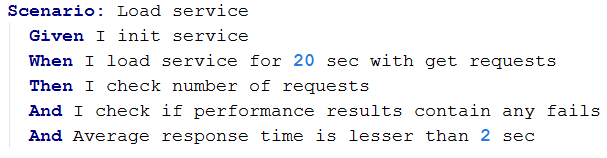 Scenario: Load service
Given I init service
When I load service for 20 sec with get requests
Then I check number of requests
And I check if performance results contain any fails
And Average response time is lesser than 2 sec